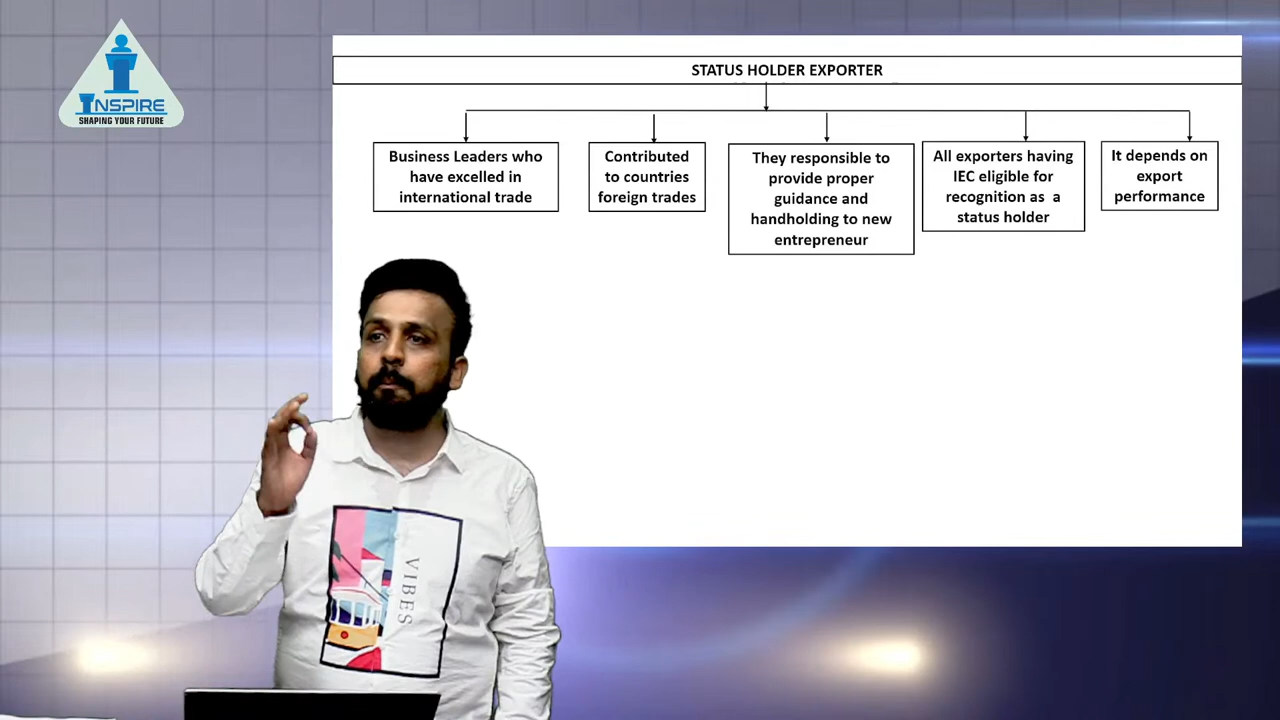 INSPIRE
SHAPING YOUR FUTURE
STATUS HOLDER EXPORTER
Business Leaders who
have excelled in
international trade
Contributed
to countries
foreign trades
They responsible to
provide proper
guidance and
handholding to new
entrepreneur
All exporters having
IEC eligible for
recognition as a
status holder
It depends on
export
performance
VIBES